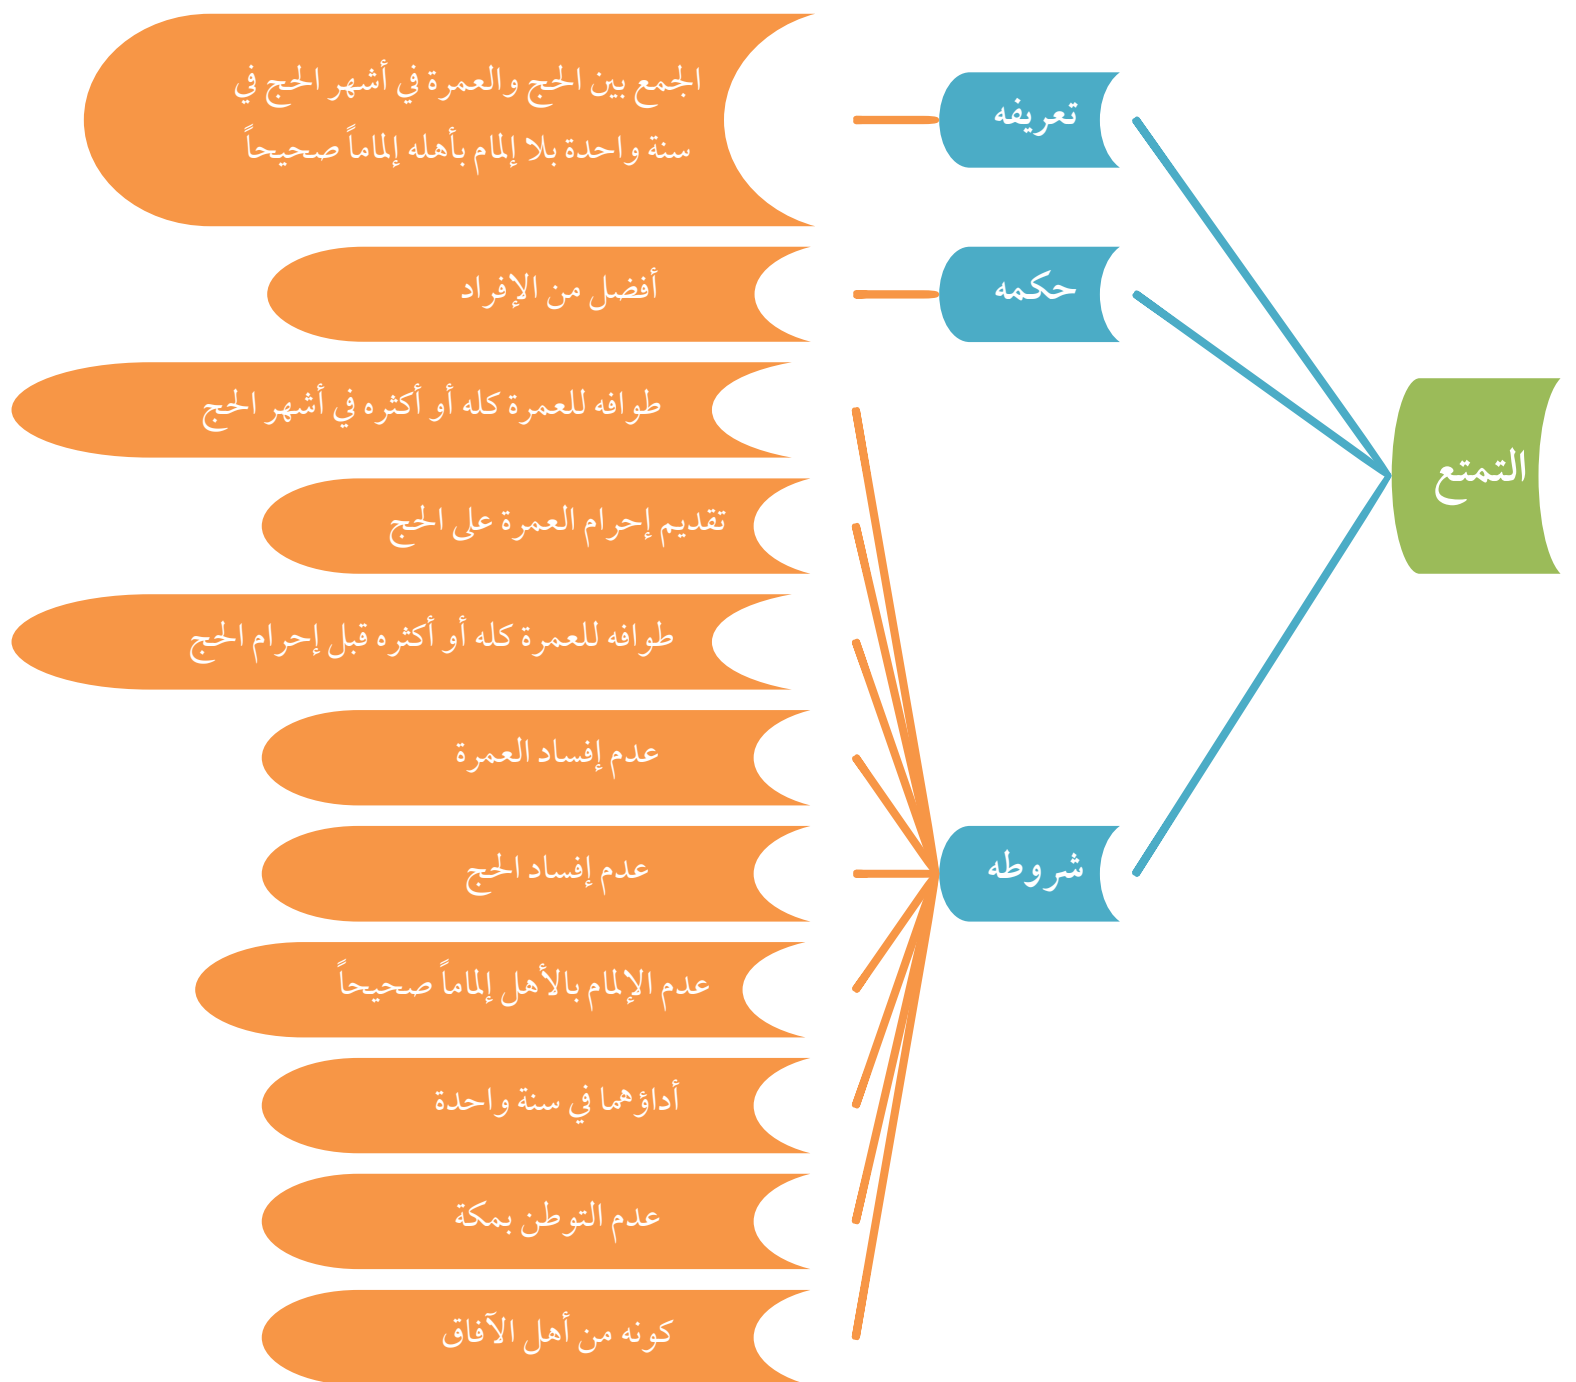 التمتع
تعريفه
الجمع بين الحج والعمرة في أشهر الحج في
سنة واحدة بلا إلمام بأهله إلماماً صحيحاً
حكمه
أفضل من الإفراد
شروطه
طوافه للعمرة كله أو أكثره في أشهر الحج
تقديم إحرام العمرة على الحج
طوافه للعمرة كله أو أكثره قبل إحرام الحج
عدم إفساد العمرة
عدم إفساد الحج
عدم الإلمام بالأهل إلماماً صحيحاً
أداؤهما في سنة واحدة
عدم التوطن بمكة
كونه من أهل الآفاق